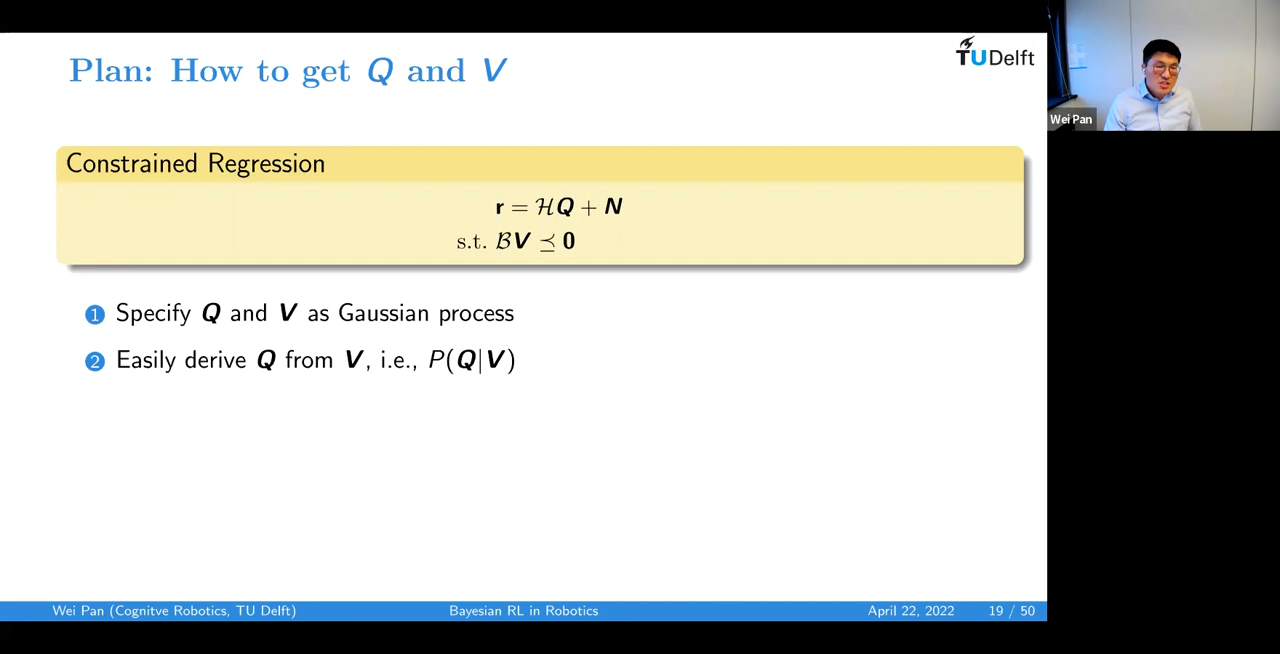 Plan: How to get Q and V
TUDelft
Wei Pan
Constrained Regression
r = ℋQ + N
s.t. ℬV ⪯ 0
1 Specify Q and V as Gaussian process
2 Easily derive Q from V, i.e., P(Q|V)
Wei Pan (Cognitve Robotics, TU Delft) Bayesian RL in Robotics April 22, 2022 19 / 50